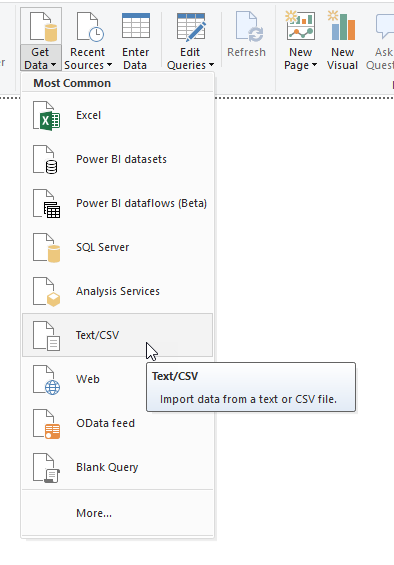 Get Data
Recent Sources
Enter Data
Edit Queries
Refresh
New Page
New Visual
Ask
Quest
Most Common
Excel
Power BI datasets
Power BI dataflows (Beta)
SQL Server
Analysis Services
Text/CSV
Text/CSV
Import data from a text or CSV file.
Web
OData feed
Blank Query
More...